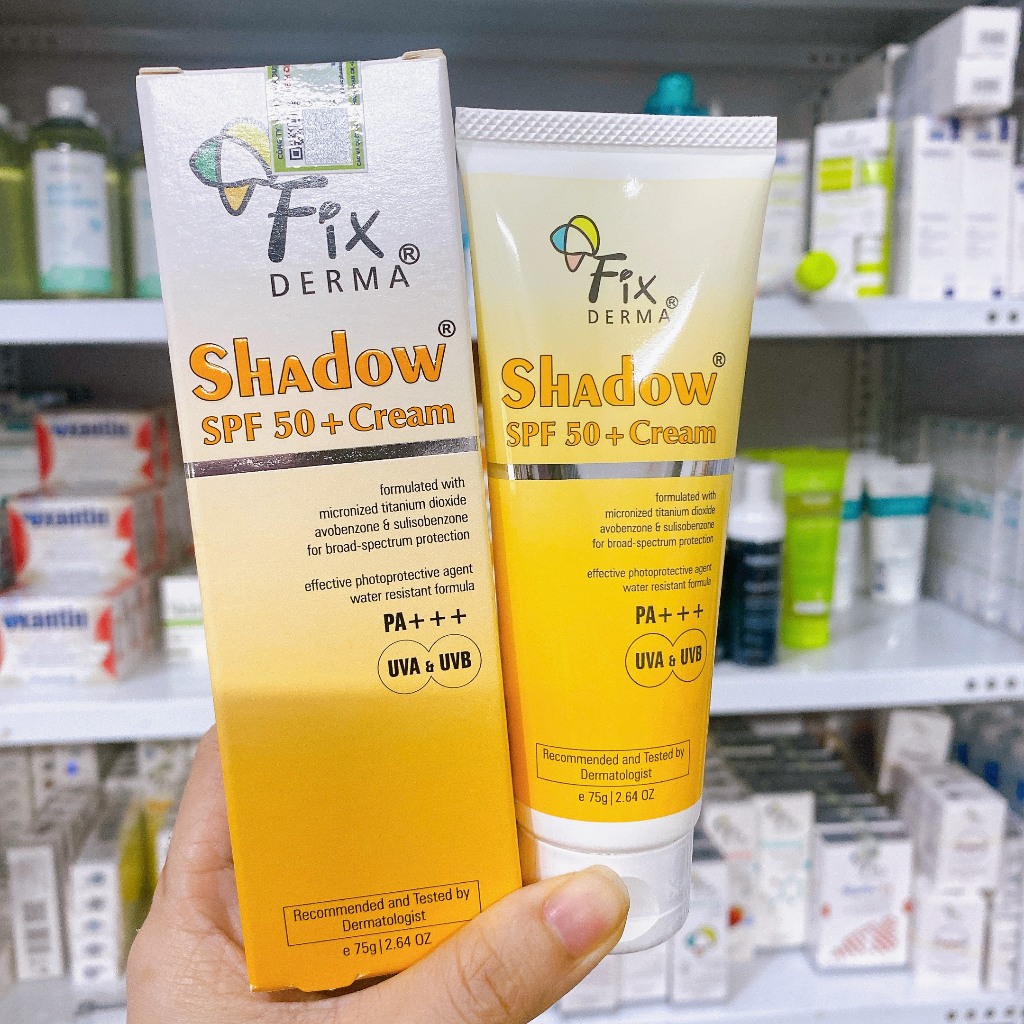 Fix
DERMA®
Shadow®
SPF 50+ Cream
formulated with
micronized titanium dioxide
avobenzone & sulisobenzone
for broad-spectrum protection
effective photoprotective agent
water resistant formula
PA+++
UVA & UVB
Recommended and Tested by
Dermatologist
e 75g | 2.64 OZ
Fix
DERMA®
Shadow®
SPF 50+ Cream
formulated with
micronized titanium dioxide
avobenzone & sulisobenzone
for broad-spectrum protection
effective photoprotective agent
water resistant formula
PA+++
UVA & UVB
Recommended and Tested by
Dermatologist
e 75g | 2.64 OZ